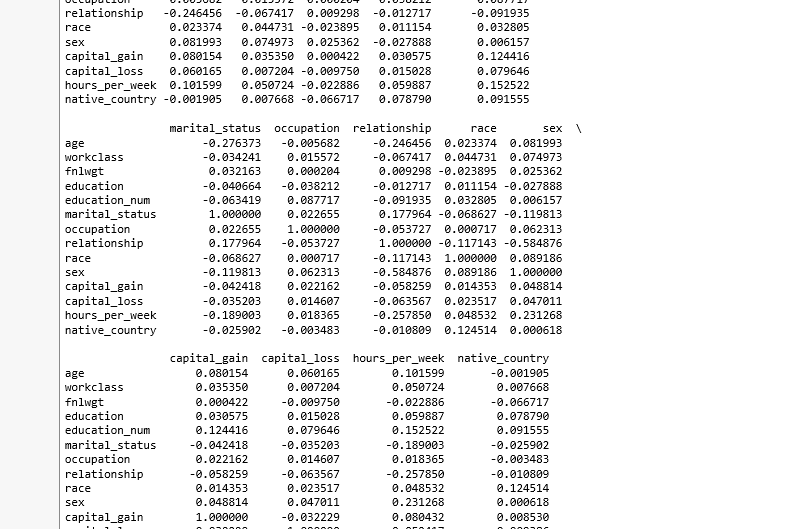 relationship -0.246456 -0.067417 0.009298 -0.012717 -0.091935
race 0.023374 0.044731 -0.023895 0.011154 0.032805
sex 0.081993 0.074973 0.025362 -0.027888 0.006157
capital_gain 0.080154 0.035350 0.000422 0.030575 0.124416
capital_loss 0.060165 0.007204 -0.009750 0.015028 0.079646
hours_per_week 0.101599 0.050724 -0.022886 0.059887 0.152522
native_country -0.001905 0.007668 -0.066717 0.078790 0.091555
marital_status occupation relationship race sex \
age -0.276373 -0.005682 -0.246456 0.023374 0.081993
workclass -0.034241 0.015572 -0.067417 0.044731 0.074973
fnlwgt 0.032163 0.000204 0.009298 -0.023895 0.025362
education -0.040664 -0.038212 -0.012717 0.011154 -0.027888
education_num -0.063419 0.087717 -0.091935 0.032805 0.006157
marital_status 1.000000 0.022655 0.177964 -0.068627 -0.119813
occupation 0.022655 1.000000 -0.053727 0.000717 0.062313
relationship 0.177964 -0.053727 1.000000 -0.117143 -0.584876
race -0.068627 0.000717 -0.117143 1.000000 0.089186
sex -0.119813 0.062313 -0.584876 0.089186 1.000000
capital_gain -0.042418 0.022162 -0.058259 0.014353 0.048814
capital_loss -0.035203 0.014607 -0.063567 0.023517 0.047011
hours_per_week -0.189003 0.018365 -0.257850 0.048532 0.231268
native_country -0.025902 -0.003483 -0.010809 0.124514 0.000618
capital_gain capital_loss hours_per_week native_country
age 0.080154 0.060165 0.101599 -0.001905
workclass 0.035350 0.007204 0.050724 0.007668
fnlwgt 0.000422 -0.009750 -0.022886 -0.066717
education 0.030575 0.015028 0.059887 0.078790
education_num 0.124416 0.079646 0.152522 0.091555
marital_status -0.042418 -0.035203 -0.189003 -0.025902
occupation 0.022162 0.014607 0.018365 -0.003483
relationship -0.058259 -0.063567 -0.257850 -0.010809
race 0.014353 0.023517 0.048532 0.124514
sex 0.048814 0.047011 0.231268 0.000618
capital_gain 1.000000 -0.032229 0.080432 0.008530